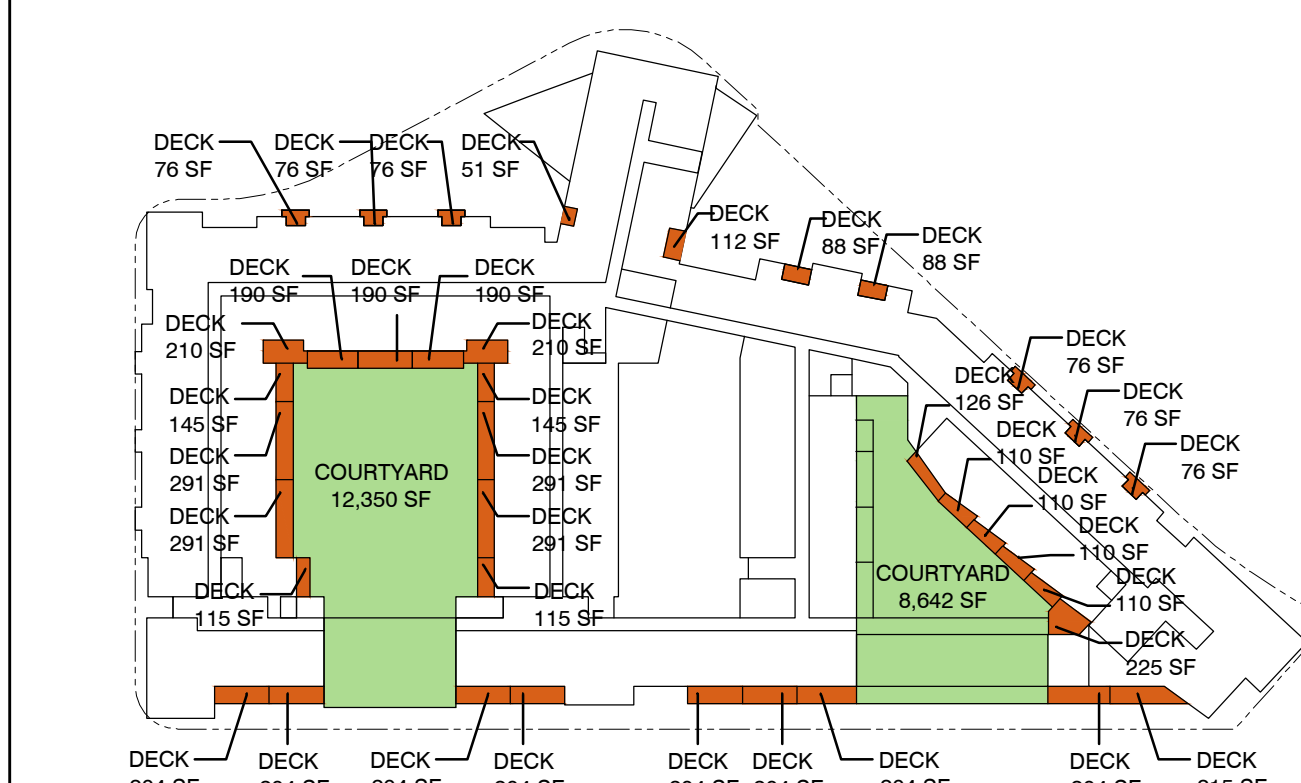 DECK
76 SF
DECK
76 SF
DECK
76 SF
DECK
51 SF
DECK
112 SF
DECK
88 SF
DECK
88 SF
DECK
190 SF
DECK
190 SF
DECK
190 SF
DECK
210 SF
DECK
210 SF
DECK
76 SF
DECK
76 SF
DECK
76 SF
DECK
126 SF
DECK
145 SF
DECK
145 SF
DECK
110 SF
DECK
291 SF
COURTYARD
12,350 SF
DECK
291 SF
DECK
110 SF
DECK
291 SF
DECK
291 SF
DECK
110 SF
COURTYARD
8,642 SF
DECK
110 SF
DECK
115 SF
DECK
115 SF
DECK
225 SF
DECK
DECK
DECK
DECK
DECK
DECK
DECK
DECK
DECK